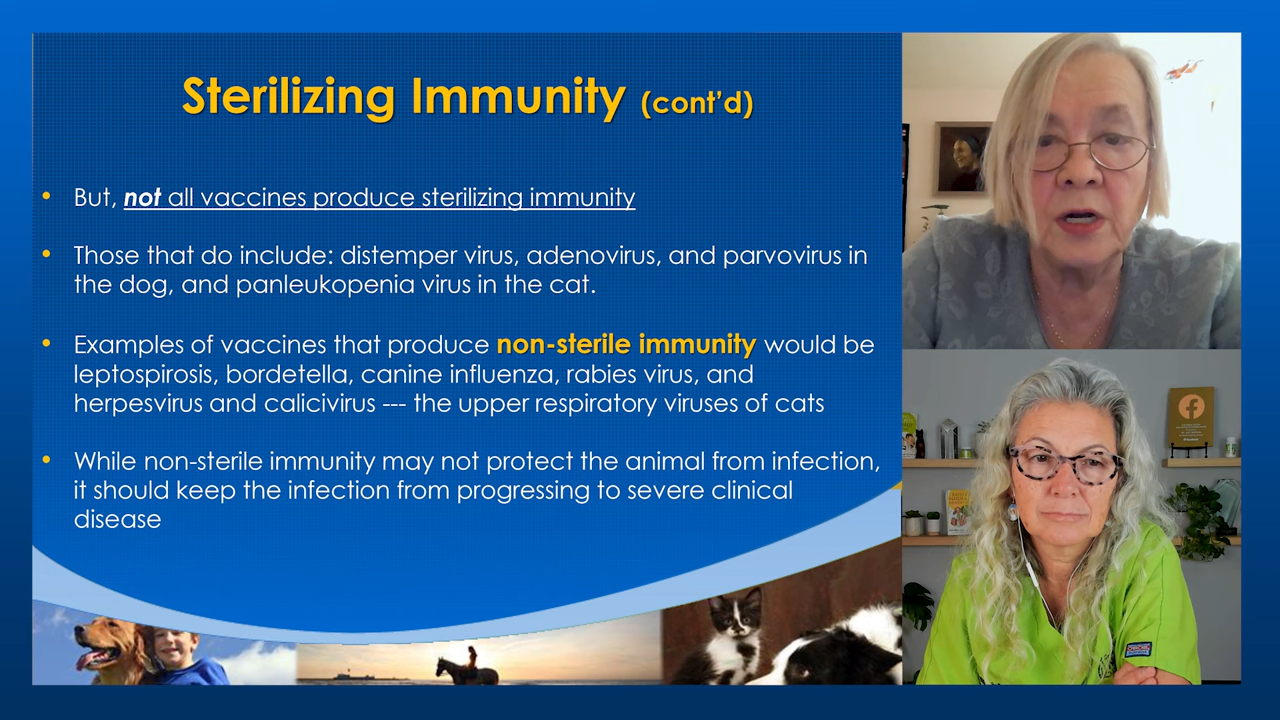 Sterilizing Immunity (cont'd)
• But, not all vaccines produce sterilizing immunity
• Those that do include: distemper virus, adenovirus, and parvovirus in
the dog, and panleukopenia virus in the cat.
• Examples of vaccines that produce non-sterile immunity would be
leptospirosis, bordetella, canine influenza, rabies virus, and
herpesvirus and calicivirus --- the upper respiratory viruses of cats
• While non-sterile immunity may not protect the animal from infection,
it should keep the infection from progressing to severe clinical
disease